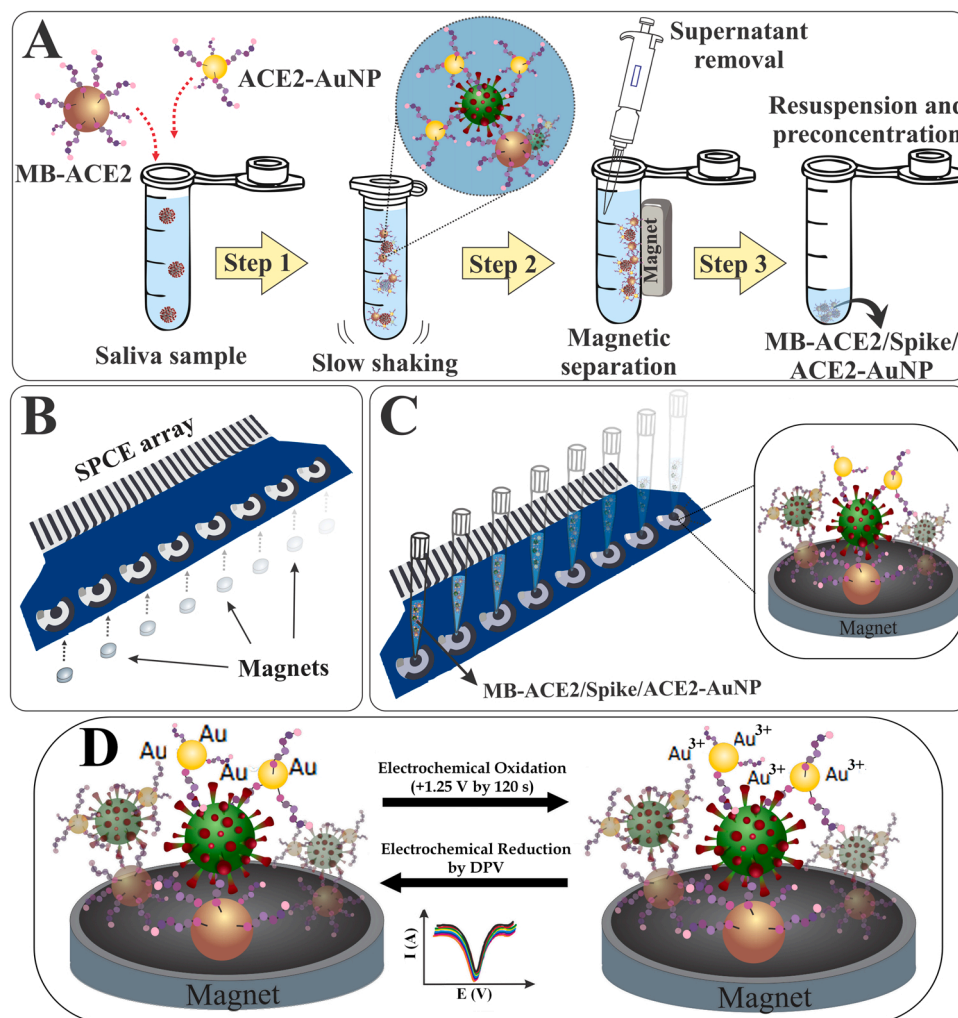 A
MB-ACE2
ACE2-AuNP
Saliva sample
Step 1
Slow shaking
Step 2
Supernatant
removal
Magnet
Magnetic
separation
Step 3
Resuspension and
preconcentration
MB-ACE2/Spike/
ACE2-AuNP
B
SPCE array
Magnets
C
MB-ACE2/Spike/ACE2-AuNP
Magnet
D
Au
Au
Au
Au
Magnet
Electrochemical Oxidation
(+1.25 V by 120 s)
Electrochemical Reduction
by DPV
I (A)
E (V)
Au3+
Au3+
Au3+
Au3+
Magnet